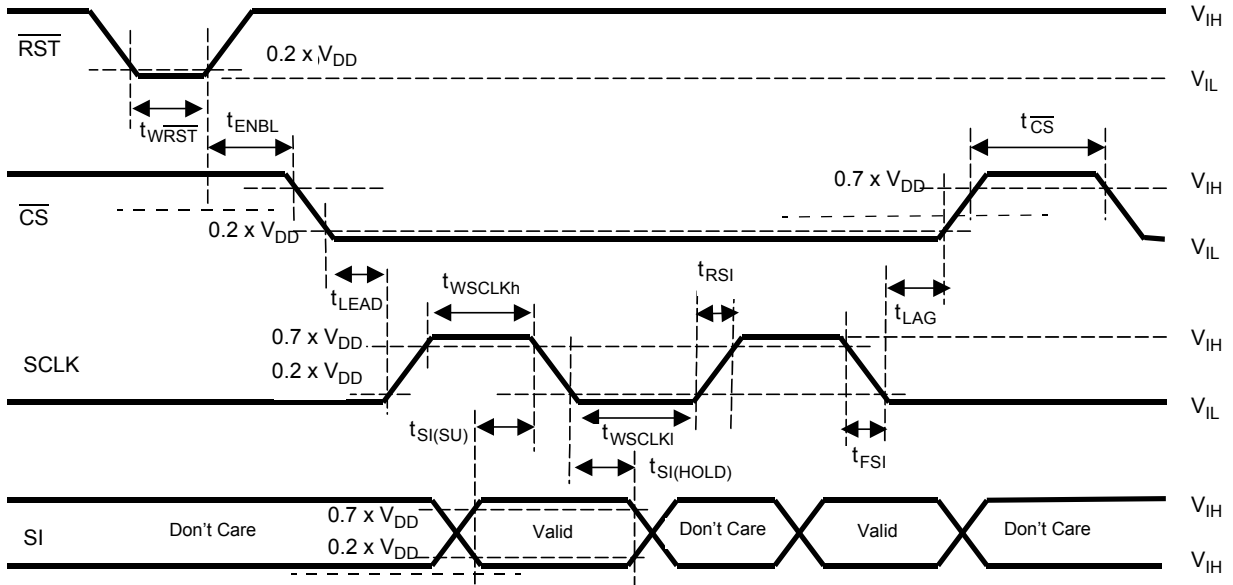 V_IH
RST
0.2 x V_DD
V_IL
t_WRST
t_ENBL
t_CS
0.7 x V_DD
V_IH
CS
0.2 x V_DD
V_IL
t_LEAD
t_WSCLKh
t_RSI
t_LAG
0.7 x V_DD
V_IH
SCLK
0.2 x V_DD
V_IL
t_SI(SU)
t_WSCLKl
t_SI(HOLD)
t_FSI
V_IH
0.7 x V_DD
SI
Don't Care
Valid
Don't Care
Valid
Don't Care
0.2 x V_DD
V_IH